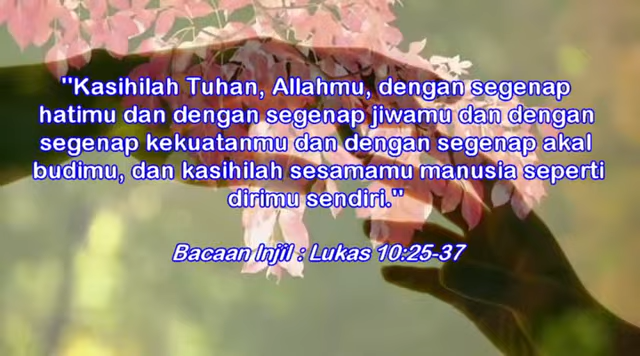 "Kasihilah Tuhan, Allahmu, dengan segenap
hatimu dan dengan segenap jiwamu dan dengan
segenap kekuatanmu dan dengan segenap akal
budimu, dan kasihilah sesamamu manusia seperti
dirimu sendiri."
Bacaan Injil : Lukas 10:25-37